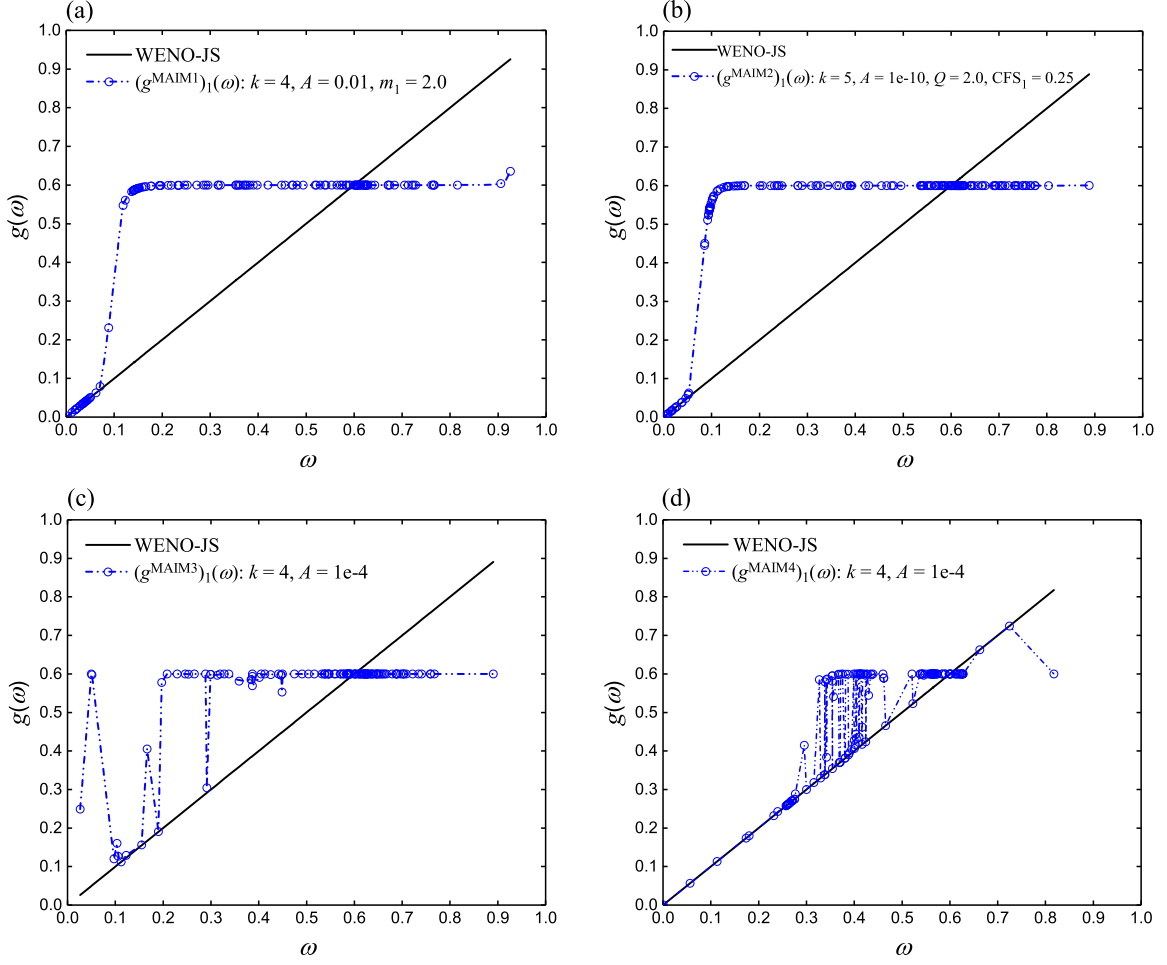 (a)
WENO-JS
(g^MAIM1)_1(ω): k = 4, A = 0.01, m_1 = 2.0
1.0
0.9
0.8
0.7
0.6
0.5
0.4
0.3
0.2
0.1
0.0
g(ω)
0.0 0.1 0.2 0.3 0.4 0.5 0.6 0.7 0.8 0.9 1.0
ω
(b)
WENO-JS
(g^MAIM2)_1(ω): k = 5, A = 1e-10, Q = 2.0, CFS_1 = 0.25
1.0
0.9
0.8
0.7
0.6
0.5
0.4
0.3
0.2
0.1
0.0
g(ω)
0.0 0.1 0.2 0.3 0.4 0.5 0.6 0.7 0.8 0.9 1.0
ω
(c)
WENO-JS
(g^MAIM3)_1(ω): k = 4, A = 1e-4
1.0
0.9
0.8
0.7
0.6
0.5
0.4
0.3
0.2
0.1
0.0
g(ω)
0.0 0.1 0.2 0.3 0.4 0.5 0.6 0.7 0.8 0.9 1.0
ω
(d)
WENO-JS
(g^MAIM4)_1(ω): k = 4, A = 1e-4
1.0
0.9
0.8
0.7
0.6
0.5
0.4
0.3
0.2
0.1
0.0
g(ω)
0.0 0.1 0.2 0.3 0.4 0.5 0.6 0.7 0.8 0.9 1.0
ω